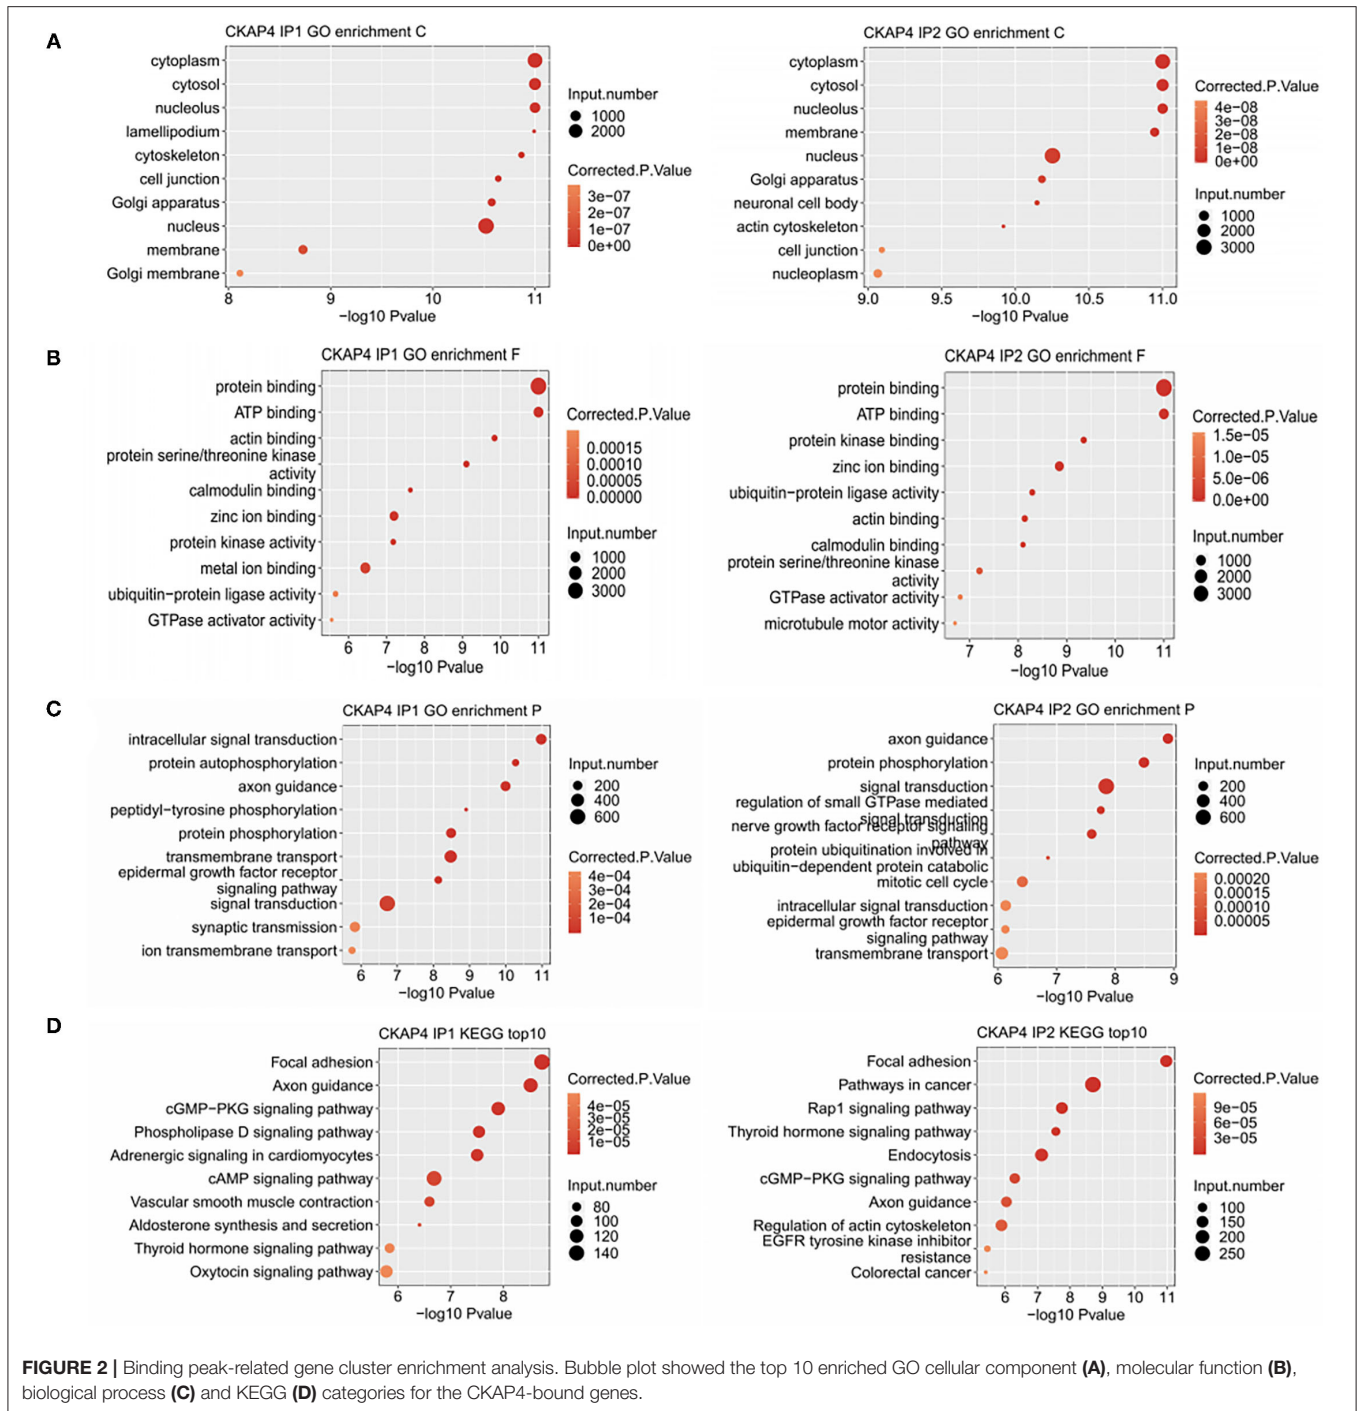 A
CKAP4 IP1 GO enrichment C
cytoplasm
cytosol
nucleolus
lamellipodium
cytoskeleton
cell junction
Golgi apparatus
nucleus
membrane
Golgi membrane
8 9 10 11
−log10 Pvalue
Input.number
1000
2000
Corrected.P.Value
3e−07
2e−07
1e−07
0e+00
CKAP4 IP2 GO enrichment C
cytoplasm
cytosol
nucleolus
membrane
nucleus
Golgi apparatus
neuronal cell body
actin cytoskeleton
cell junction
nucleoplasm
9.0 9.5 10.0 10.5 11.0
−log10 Pvalue
Corrected.P.Value
4e−08
3e−08
2e−08
1e−08
0e+00
Input.number
1000
2000
3000
B
CKAP4 IP1 GO enrichment F
protein binding
ATP binding
actin binding
protein serine/threonine kinase
activity
calmodulin binding
zinc ion binding
protein kinase activity
metal ion binding
ubiquitin−protein ligase activity
GTPase activator activity
6 7 8 9 10 11
−log10 Pvalue
Corrected.P.Value
0.00015
0.00010
0.00005
0.00000
Input.number
1000
2000
3000
CKAP4 IP2 GO enrichment F
protein binding
ATP binding
protein kinase binding
zinc ion binding
ubiquitin−protein ligase activity
actin binding
calmodulin binding
protein serine/threonine kinase
activity
GTPase activator activity
microtubule motor activity
7 8 9 10 11
−log10 Pvalue
Corrected.P.Value
1.5e−05
1.0e−05
5.0e−06
0.0e+00
Input.number
1000
2000
3000
C
CKAP4 IP1 GO enrichment P
intracellular signal transduction
protein autophosphorylation
axon guidance
peptidyl−tyrosine phosphorylation
protein phosphorylation
transmembrane transport
epidermal growth factor receptor
signaling pathway
signal transduction
synaptic transmission
ion transmembrane transport
6 7 8 9 10 11
−log10 Pvalue
Input.number
200
400
600
Corrected.P.Value
4e−04
3e−04
2e−04
1e−04
CKAP4 IP2 GO enrichment P
axon guidance
protein phosphorylation
signal transduction
regulation of small GTPase mediated
signal transduction
nerve growth factor receptor signaling
pathway
protein ubiquitination involved in
ubiquitin−dependent protein catabolic
mitotic cell cycle
intracellular signal transduction
epidermal growth factor receptor
signaling pathway
transmembrane transport
6 7 8 9
−log10 Pvalue
Input.number
200
400
600
Corrected.P.Value
0.00020
0.00015
0.00010
0.00005
D
CKAP4 IP1 KEGG top10
Focal adhesion
Axon guidance
cGMP−PKG signaling pathway
Phospholipase D signaling pathway
Adrenergic signaling in cardiomyocytes
cAMP signaling pathway
Vascular smooth muscle contraction
Aldosterone synthesis and secretion
Thyroid hormone signaling pathway
Oxytocin signaling pathway
6 7 8
−log10 Pvalue
Corrected.P.Value
4e−05
3e−05
2e−05
1e−05
Input.number
80
100
120
140
CKAP4 IP2 KEGG top10
Focal adhesion
Pathways in cancer
Rap1 signaling pathway
Thyroid hormone signaling pathway
Endocytosis
cGMP−PKG signaling pathway
Axon guidance
Regulation of actin cytoskeleton
EGFR tyrosine kinase inhibitor
resistance
Colorectal cancer
6 7 8 9 10 11
−log10 Pvalue
Corrected.P.Value
9e−05
6e−05
3e−05
Input.number
100
150
200
250
FIGURE 2 | Binding peak-related gene cluster enrichment analysis. Bubble plot showed the top 10 enriched GO cellular component (A), molecular function (B),
biological process (C) and KEGG (D) categories for the CKAP4-bound genes.